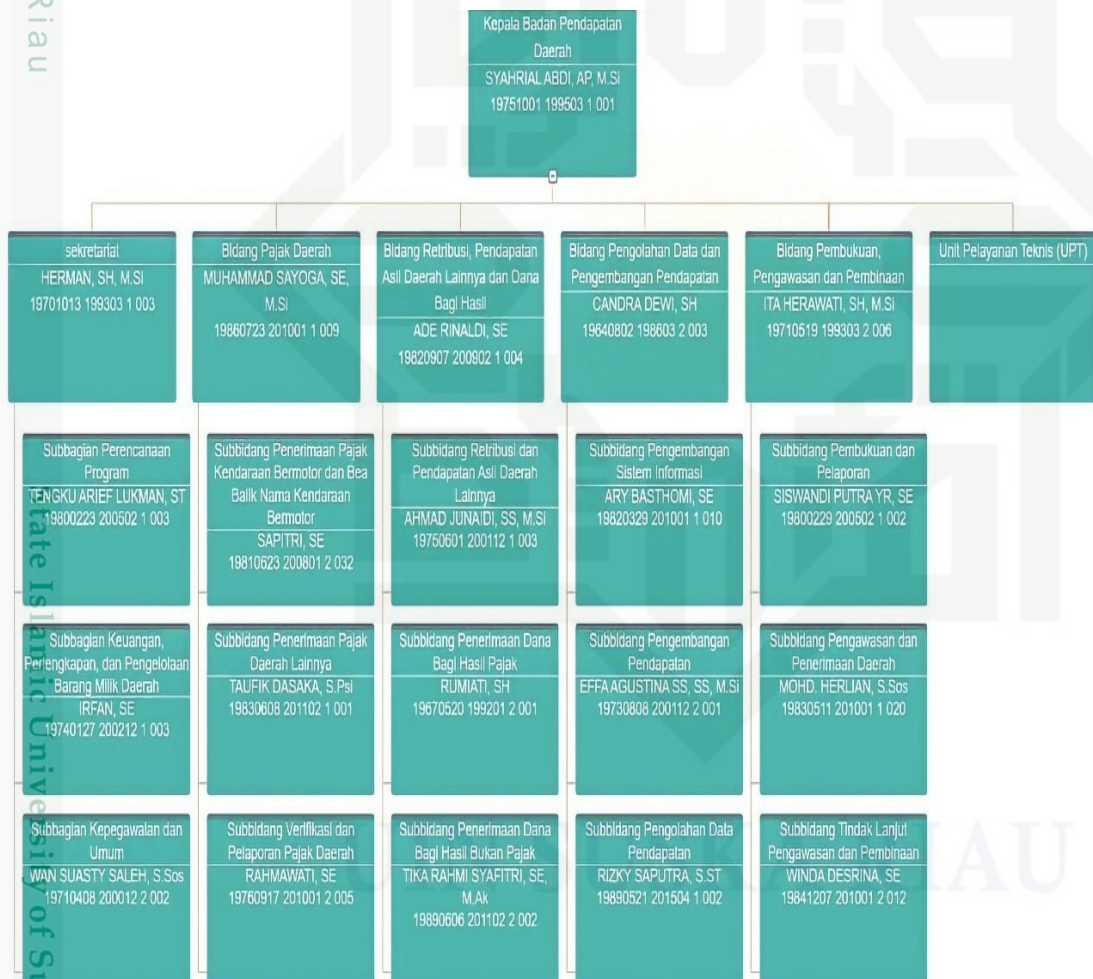 Riau
Kepala Badan Pendapatan
Daerah
SYAHRIAL ABDI, AP, M.Si
19751001 199503 1 001
sekretariat
HERMAN, SH, M.Si
19701013 199303 1 003
Bidang Pajak Daerah
MUHAMMAD SAYOGA, SE,
M.Si
19860723 201001 1 009
Bidang Retribusi, Pendapatan
Asli Daerah Lainnya dan Dana
Bagi Hasil
ADE RINALDI, SE
19820907 200802 1 004
Bidang Pengolahan Data dan
Pengembangan Pendapatan
CANDRA DEWI, SH
19640802 198603 2 003
Bidang Pembukuan,
Pengawasan dan Pembinaan
ITA HERAWATI, SH, M.Si
19710519 199303 2 006
Unit Pelayanan Teknis (UPT)
Subbagian Perencanaan
Program
TENGKU ARIEF LUKMAN, ST
19800223 200502 1 003
Subbidang Penerimaan Pajak
Kendaraan Bermotor dan Bea
Balik Nama Kendaraan
Bermotor
SAPITRI, SE
19810623 200801 2 032
Subbidang Retribusi dan
Pendapatan Asli Daerah
Lainnya
AHMAD JUNAIDI, SS, M.Si
19750601 200112 1 003
Subbidang Pengembangan
Sistem Informasi
ARY BASTHOMI, SE
19820329 201001 1 010
Subbidang Pembukuan dan
Pelaporan
SISWANDI PUTRA YR, SE
19800229 200502 1 002
Subbagian Keuangan,
Perlengkapan, dan Pengelolaan
Barang Milik Daerah
IRFAN, SE
19740127 200212 1 003
Subbidang Penerimaan Pajak
Daerah Lainnya
TAUFIK DASAKA, S.Psi
19830608 201102 1 001
Subbidang Penerimaan Dana
Bagi Hasil Pajak
RUMIATI, SH
19670520 199201 2 001
Subbidang Pengembangan
Pendapatan
EFFA AGUSTINA SS, SS, M.Si
19730808 200112 2 001
Subbidang Pengawasan dan
Penerimaan Daerah
MOHD. HERLIAN, S.Sos
19830511 201001 1 020
Subbagian Kepegawaian dan
Umum
WAN SUASTY SALEH, S.Sos
19710408 200012 2 002
Subbidang Verifikasi dan
Pelaporan Pajak Daerah
RAHMAWATI, SE
19760917 201001 2 005
Subbidang Penerimaan Dana
Bagi Hasil Bukan Pajak
TIKA RAHMI SYAFITRI, SE,
M.Ak
19890606 201102 2 002
Subbidang Pengolahan Data
Pendapatan
RIZKY SAPUTRA, S.ST
19890521 201504 1 002
Subbidang Tindak Lanjut
Pengawasan dan Pembinaan
WINDA DESRINA, SE
19841207 201001 2 012
State Islamic University of Su
RIAU